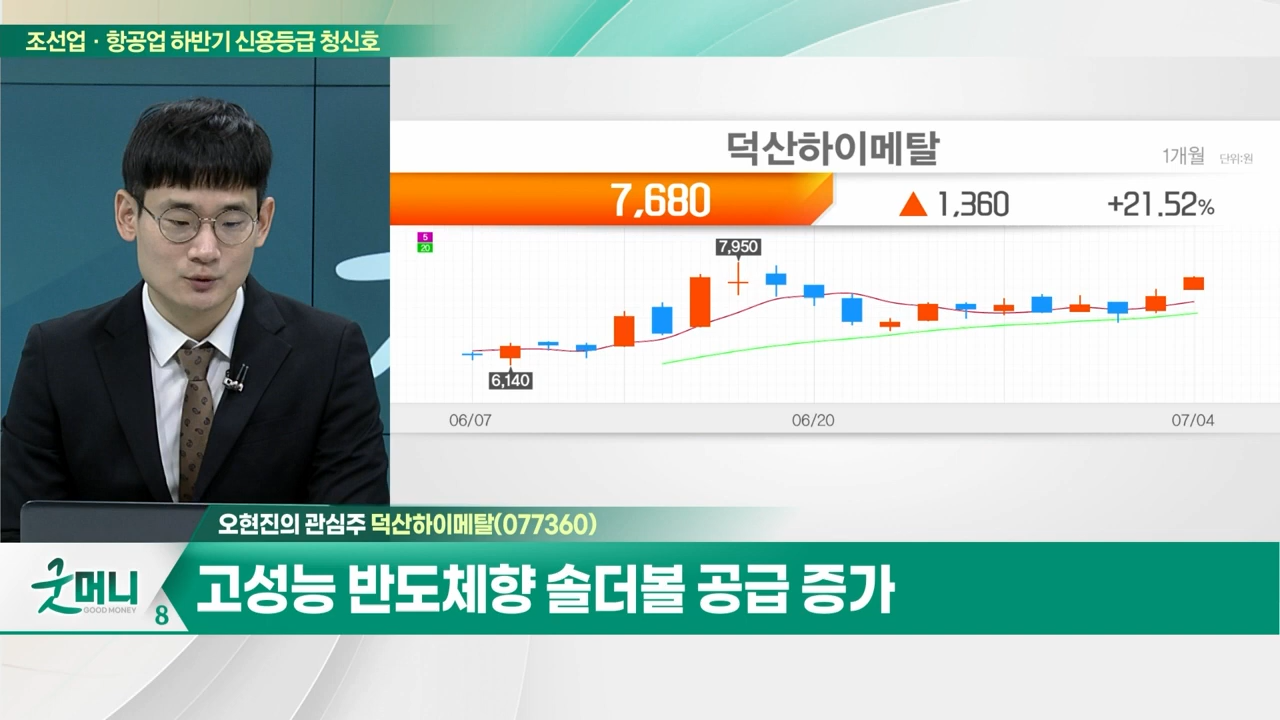 조선업 · 항공업 하반기 신용등급 청신호
덕산하이메탈
1개월 단위:원
7,680 ▲ 1,360 +21.52%
5
20
7,950
6,140
06/07 06/20 07/04
오현진의 관심주 덕산하이메탈(077360)
굿머니
GOOD MONEY
8
고성능 반도체향 솔더볼 공급 증가